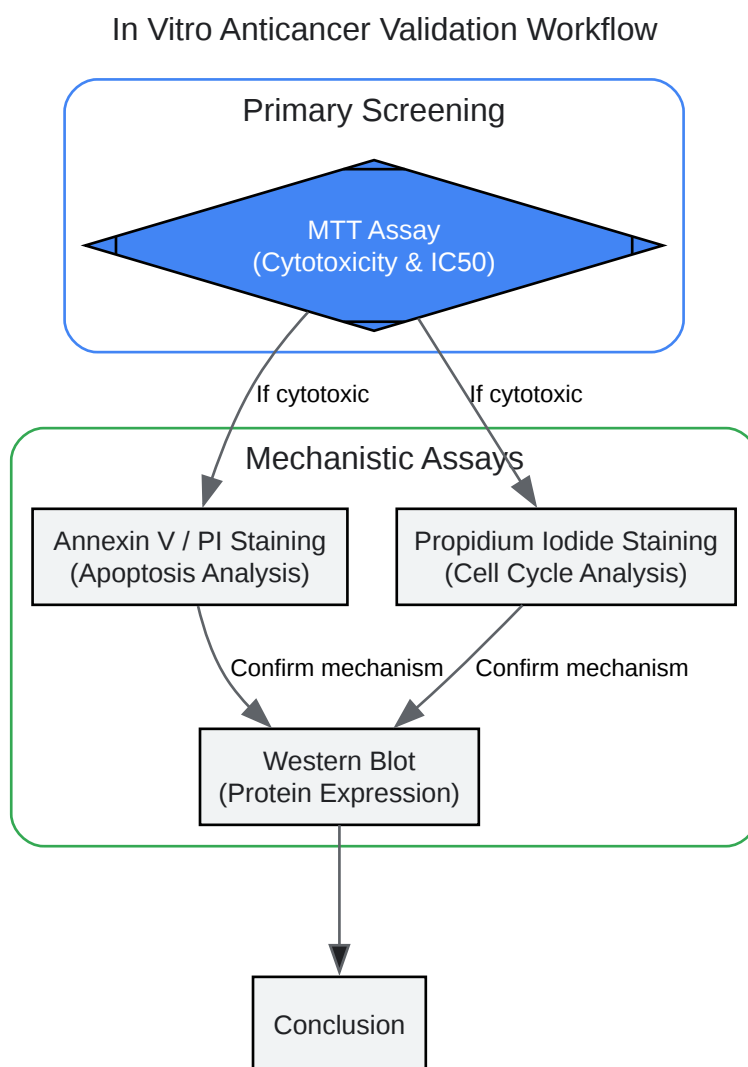 In Vitro Anticancer Validation Workflow
Primary Screening
MTT Assay
(Cytotoxicity & IC50)
If cytotoxic
If cytotoxic
Mechanistic Assays
Annexin V / PI Staining
(Apoptosis Analysis)
Propidium Iodide Staining
(Cell Cycle Analysis)
Confirm mechanism
Confirm mechanism
Western Blot
(Protein Expression)
Conclusion